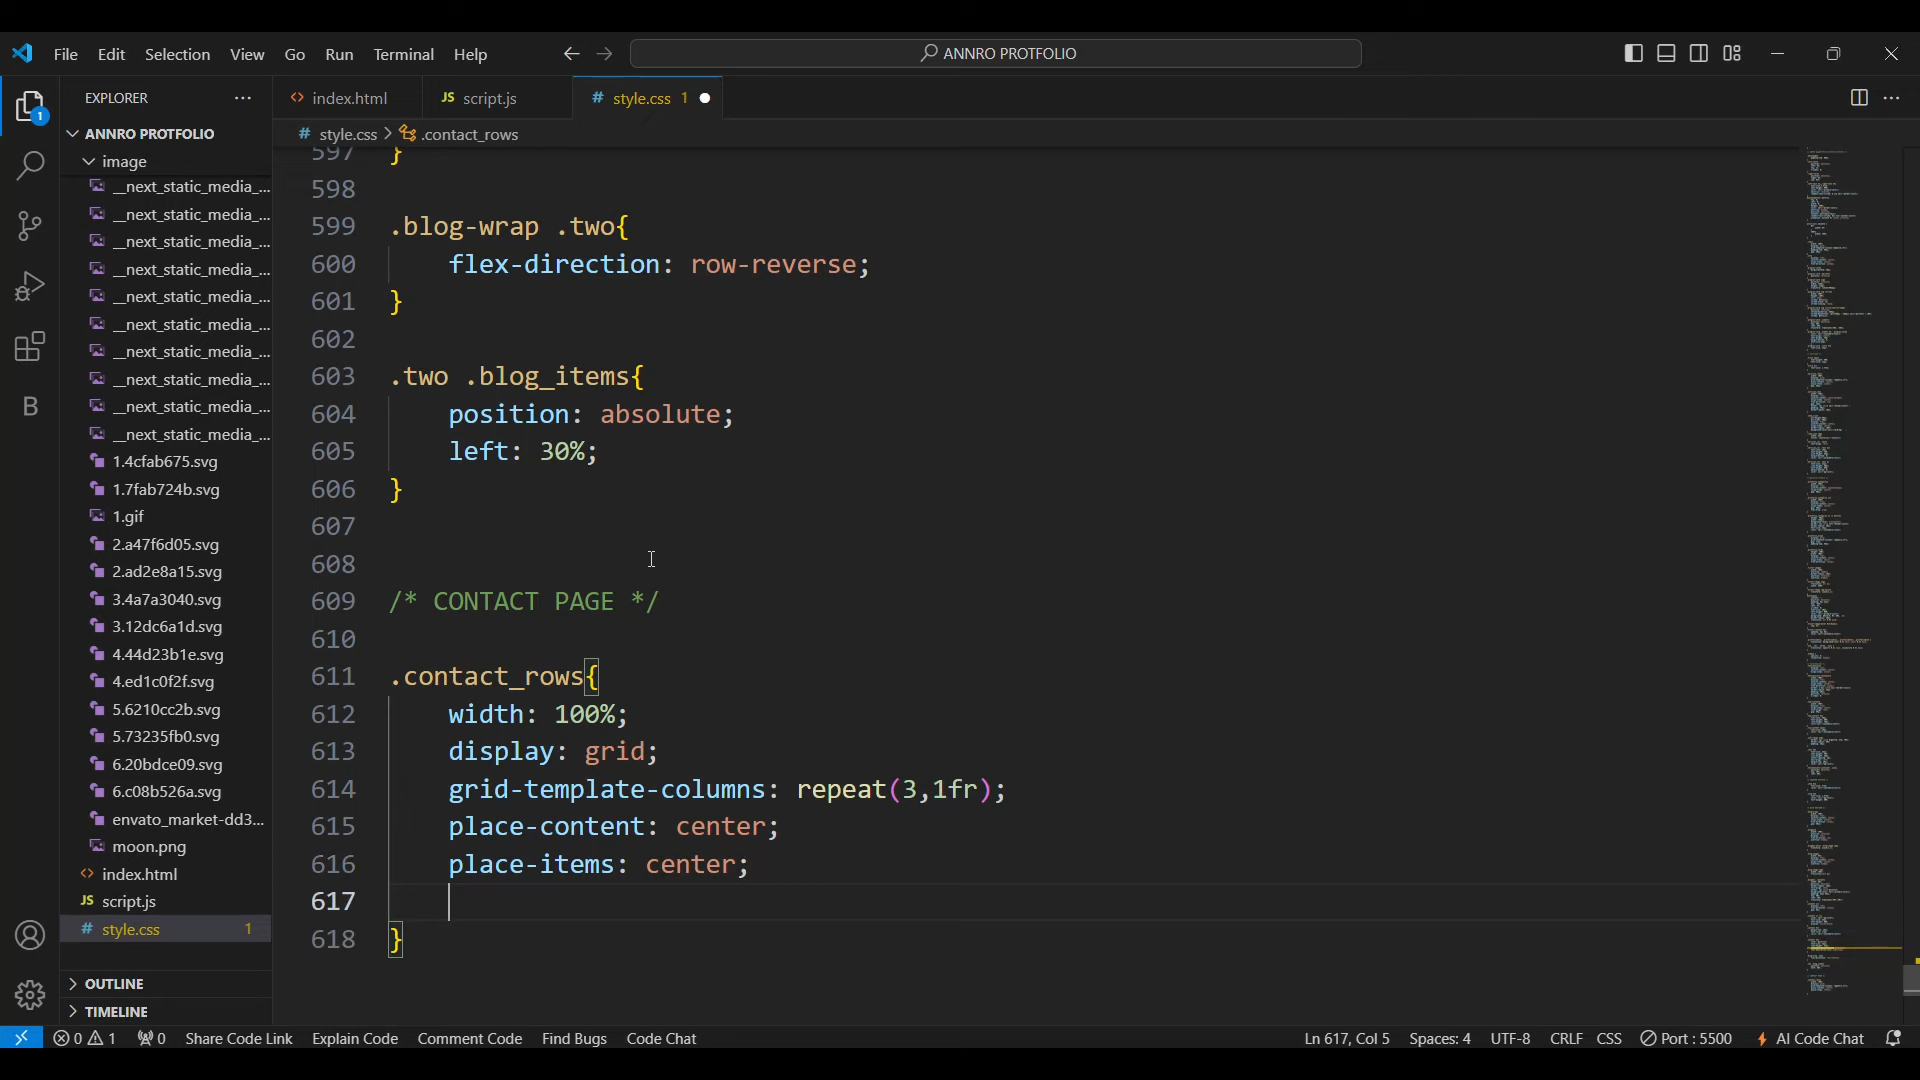 File Edit Selection View Go Run Terminal Help
ANNRO PROTFOLIO
EXPLORER
ANNRO PROTFOLIO
image
__next_static_media_...
__next_static_media_...
__next_static_media_...
__next_static_media_...
__next_static_media_...
__next_static_media_...
__next_static_media_...
__next_static_media_...
__next_static_media_...
__next_static_media_...
1.4cfab675.svg
1.7fab724b.svg
1.gif
2.a47f6d05.svg
2.ad2e8a15.svg
3.4a7a3040.svg
3.12dc6a1d.svg
4.44d23b1e.svg
4.ed1c0f2f.svg
5.6210cc2b.svg
5.73235fb0.svg
6.20bdce09.svg
6.c08b526a.svg
envato_market-dd3...
moon.png
<> index.html
JS script.js
# style.css 1
OUTLINE
TIMELINE
1
B
<> index.html JS script.js # style.css 1
# style.css > .contact_rows
597 }
598
599 .blog-wrap .two{
600 flex-direction: row-reverse;
601 }
602
603 .two .blog_items{
604 position: absolute;
605 left: 30%;
606 }
607
608
609 /* CONTACT PAGE */
610
611 .contact_rows{
612 width: 100%;
613 display: grid;
614 grid-template-columns: repeat(3,1fr);
615 place-content: center;
616 place-items: center;
617
618 }
0 1 0 Share Code Link Explain Code Comment Code Find Bugs Code Chat Ln 617, Col 5 Spaces: 4 UTF-8 CRLF CSS Port : 5500 AI Code Chat